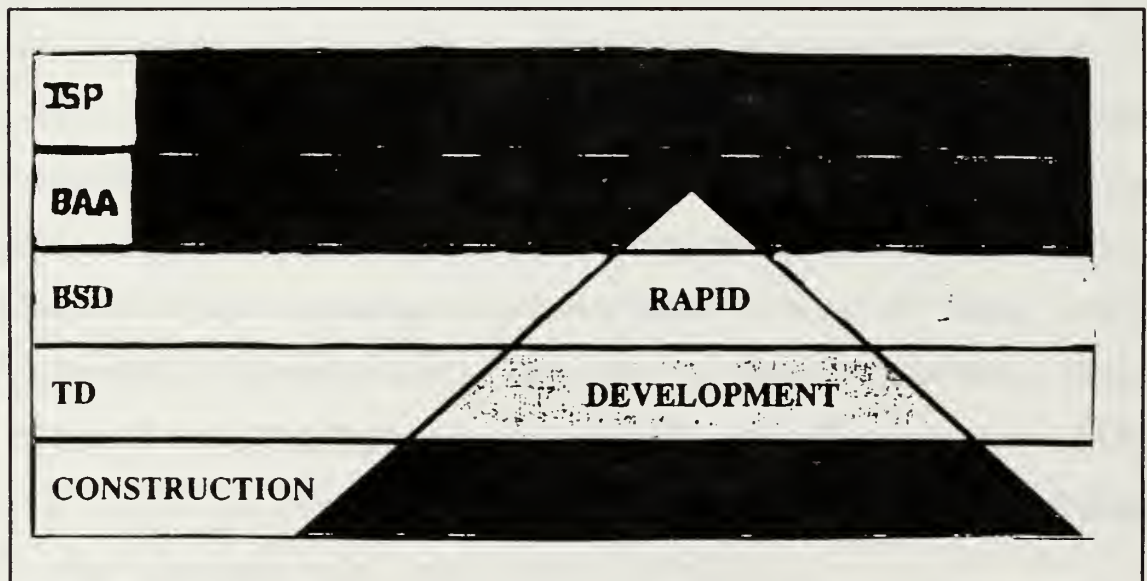 ISP
BAA
BSD
RAPID
TD
DEVELOPMENT
CONSTRUCTION